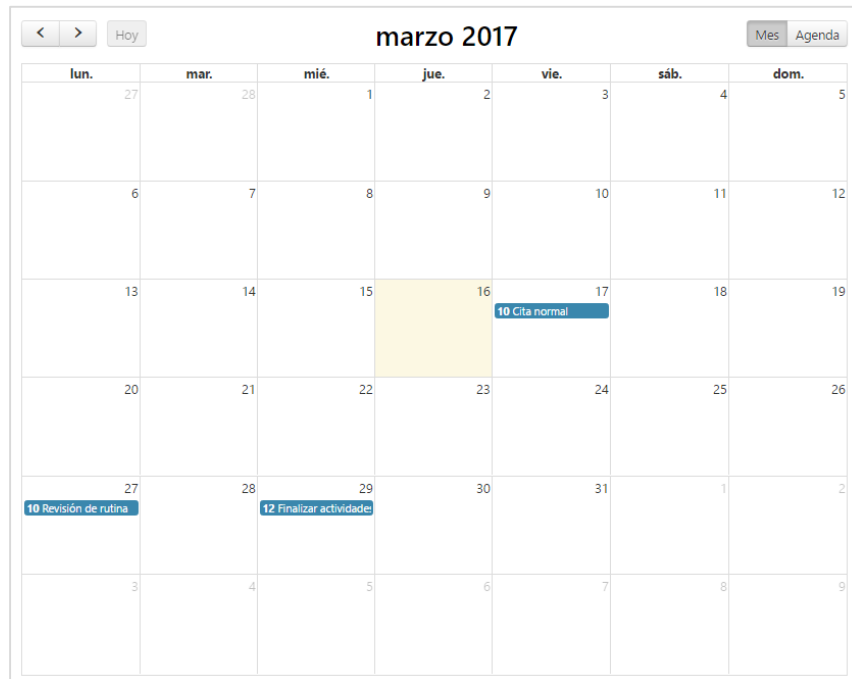 Hoy marzo 2017 Mes Agenda
lun. mar. mié. jue. vie. sáb. dom.
27 28 1 2 3 4 5
6 7 8 9 10 11 12
13 14 15 16 17 18 19
10 Cita normal
20 21 22 23 24 25 26
27 28 29 30 31 1 2
10 Revisión de rutina 12 Finalizar actividades
3 4 5 6 7 8 9